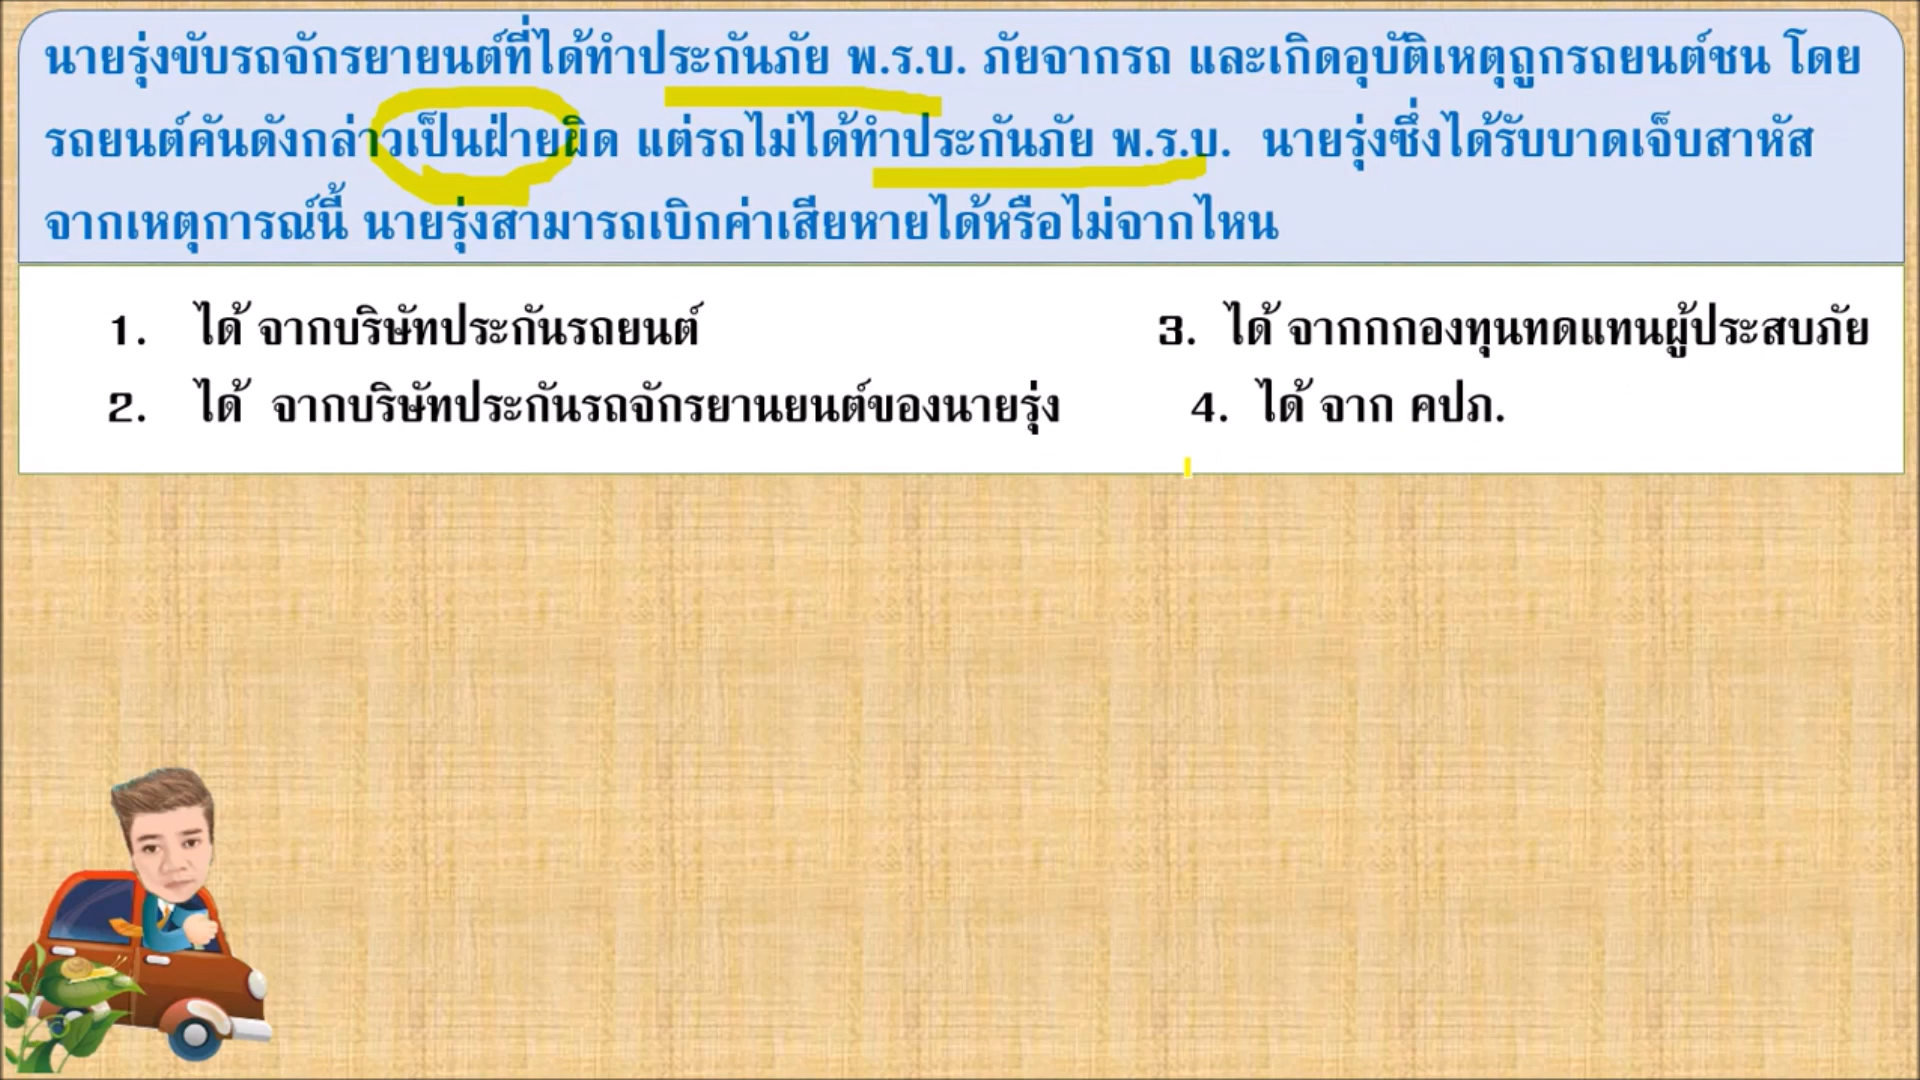 นายรุ่งขับรถจักรยายนต์ที่ได้ทำประกันภัย พ.ร.บ. ภัยจากรถ และเกิดอุบัติเหตุถูกรถยนต์ชน โดย
รถยนต์คันดังกล่าวเป็นฝ่ายผิด แต่รถไม่ได้ทำประกันภัย พ.ร.บ. นายรุ่งซึ่งได้รับบาดเจ็บสาหัส
จากเหตุการณ์นี้ นายรุ่งสามารถเบิกค่าเสียหายได้หรือไม่จากไหน
1. ได้ จากบริษัทประกันรถยนต์
2. ได้ จากบริษัทประกันรถจักรยานยนต์ของนายรุ่ง
3. ได้ จากกกองทุนทดแทนผู้ประสบภัย
4. ได้ จาก คปภ.